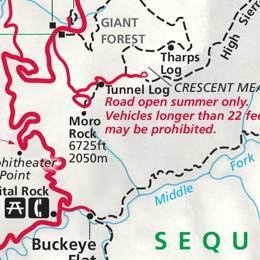 GIANT
FOREST
High Sierr
Tharps
Log
CRESCENT MEA
Tunnel Log
Road open summer only.
Vehicles longer than 22 fee
may be prohibited.
Moro
Rock
6725ft
2050m
phitheater
Point
ital Rock
Middle
Fork
Buckeye
Flat
SEQU